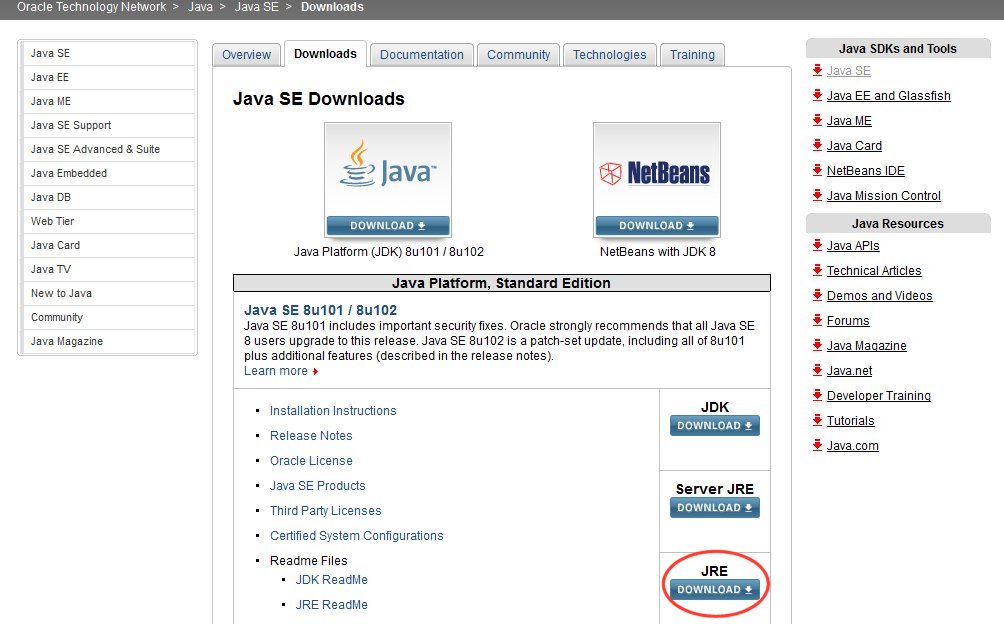 Oracle Technology Network > Java > Java SE > Downloads
Java SE
Java EE
Java ME
Java SE Support
Java SE Advanced & Suite
Java Embedded
Java DB
Web Tier
Java Card
Java TV
New to Java
Community
Java Magazine
Overview
Downloads
Documentation
Community
Technologies
Training
Java SE Downloads
Java™
DOWNLOAD
Java Platform (JDK) 8u101 / 8u102
NetBeans
DOWNLOAD
NetBeans with JDK 8
Java Platform, Standard Edition
Java SE 8u101 / 8u102
Java SE 8u101 includes important security fixes. Oracle strongly recommends that all Java SE
8 users upgrade to this release. Java SE 8u102 is a patch-set update, including all of 8u101
plus additional features (described in the release notes).
Learn more
Installation Instructions
Release Notes
Oracle License
Java SE Products
Third Party Licenses
Certified System Configurations
Readme Files
JDK ReadMe
JRE ReadMe
JDK
DOWNLOAD
Server JRE
DOWNLOAD
JRE
DOWNLOAD
Java SDKs and Tools
Java SE
Java EE and Glassfish
Java ME
Java Card
NetBeans IDE
Java Mission Control
Java Resources
Java APIs
Technical Articles
Demos and Videos
Forums
Java Magazine
Java.net
Developer Training
Tutorials
Java.com